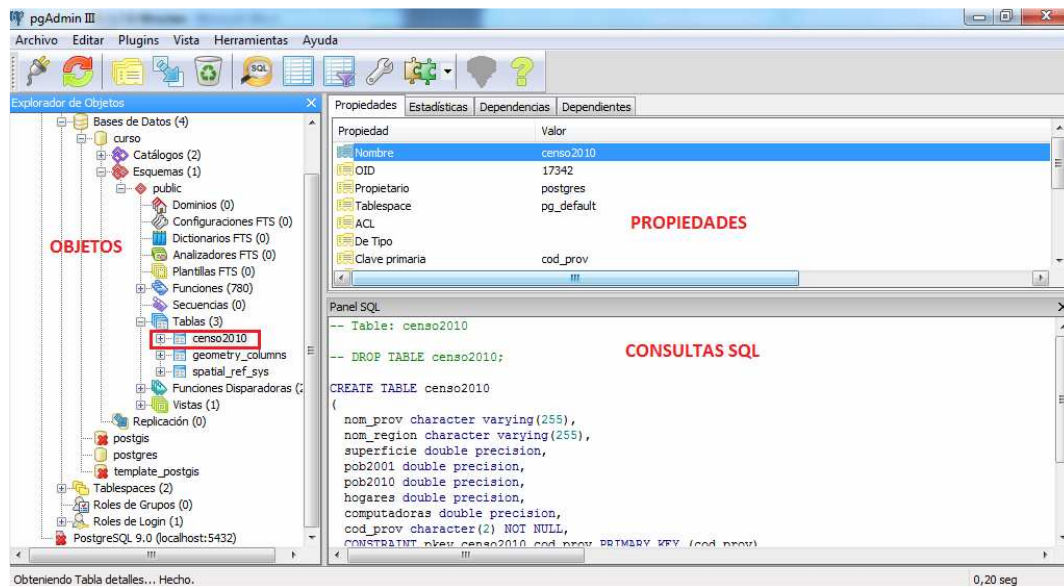 pgAdmin III
Archivo Editar Plugins Vista Herramientas Ayuda
SQL
Explorador de Objetos
Bases de Datos (4)
curso
Catálogos (2)
Esquemas (1)
public
Dominios (0)
Configuraciones FTS (0)
Dictionarios FTS (0)
OBJETOS
Analizadores FTS (0)
Plantillas FTS (0)
Funciones (780)
Secuencias (0)
Tablas (3)
censo2010
geometry_columns
spatial_ref_sys
Funciones Disparadoras (2
Vistas (1)
Replicación (0)
postgis
postgres
template_postgis
Tablespaces (2)
Roles de Grupos (0)
Roles de Login (1)
PostgreSQL 9.0 (localhost:5432)
Propiedades Estadísticas Dependencias Dependientes
Propiedad Valor
Nombre censo2010
OID 17342
Propietario postgres
Tablespace pg_default
ACL
PROPIEDADES
De Tipo
Clave primaria cod_prov
Panel SQL
-- Table: censo2010
CONSULTAS SQL
-- DROP TABLE censo2010;
CREATE TABLE censo2010
(
nom_prov character varying(255),
nom_region character varying(255),
superficie double precision,
pob2001 double precision,
pob2010 double precision,
hogares double precision,
computadoras double precision,
cod_prov character(2) NOT NULL,
CONSTRAINT pkey_censo2010_cod_prov PRIMARY KEY (cod_prov)
Obteniendo Tabla detalles... Hecho. 0,20 seg